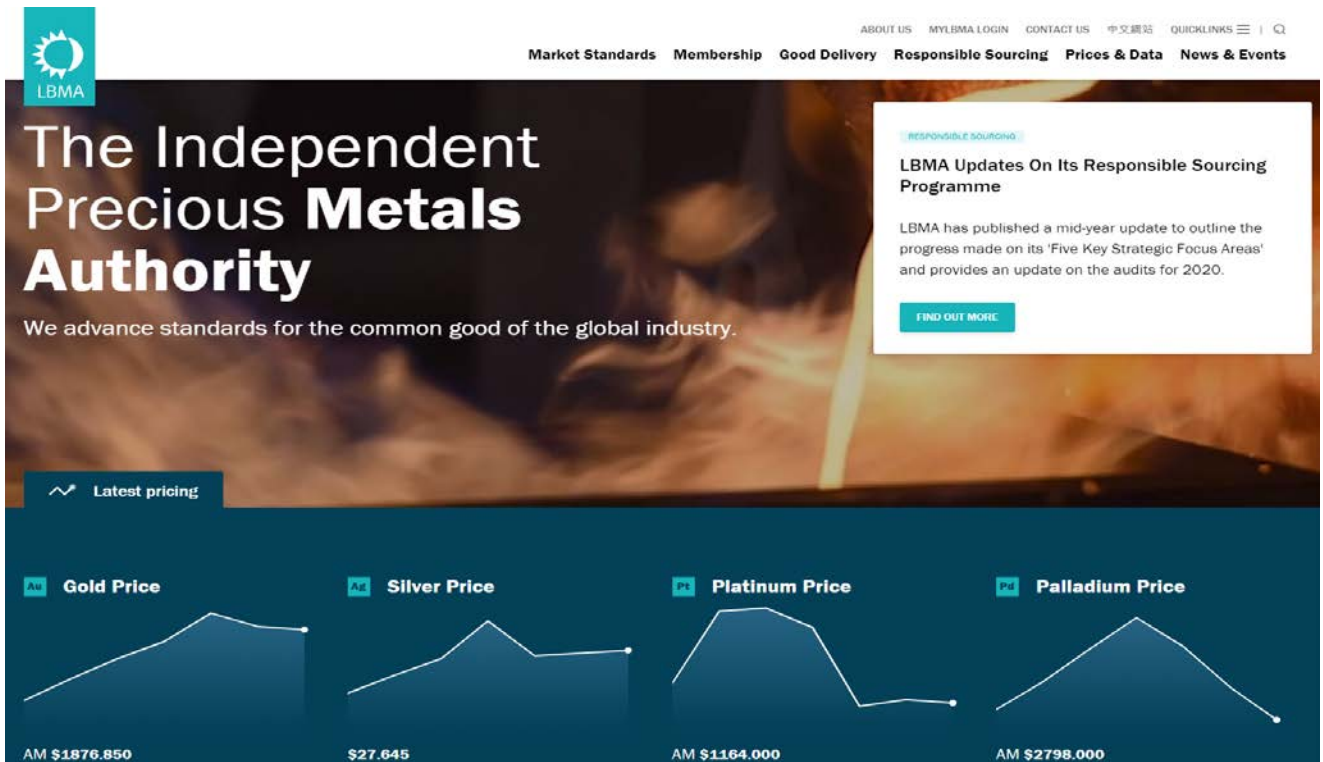 ABOUT US MYLBMA LOGIN CONTACT US 中文網站 QUICKLINKS
LBMA
Market Standards Membership Good Delivery Responsible Sourcing Prices & Data News & Events
The Independent
Precious Metals
Authority
We advance standards for the common good of the global industry.
RESPONSIBLE SOURCING
LBMA Updates On Its Responsible Sourcing
Programme
LBMA has published a mid-year update to outline the
progress made on its 'Five Key Strategic Focus Areas'
and provides an update on the audits for 2020.
FIND OUT MORE
Latest pricing
Au Gold Price
Ag Silver Price
Pt Platinum Price
Pd Palladium Price
AM $1876.850
$27.645
AM $1164.000
AM $2798.000